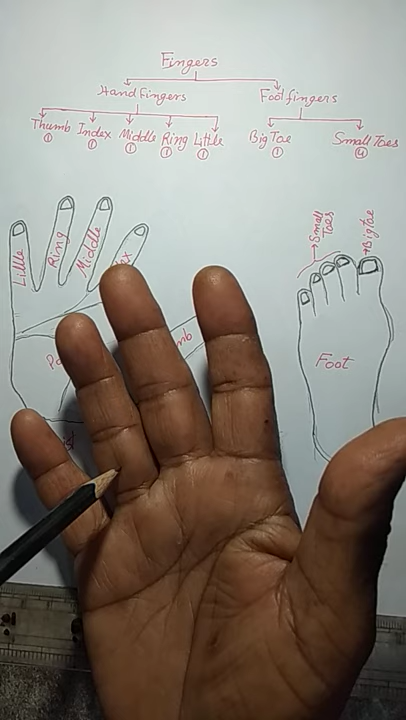 Fingers
Hand fingers Foot fingers
Thumb Index Middle Ring Little Big Toe Small Toes
1 1 1 1 1 1 4
Small Toes
Big Toe
Little
Ring
Middle
Foot